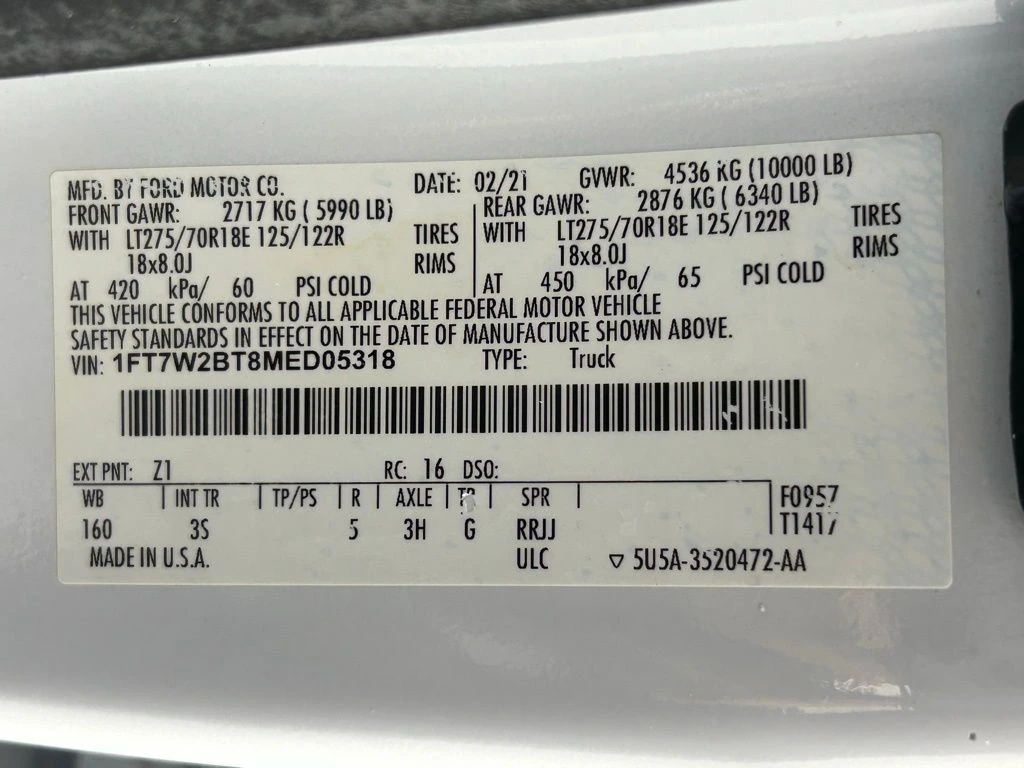 MFD. BY FORD MOTOR CO. DATE: 02/21 GVWR: 4536 KG (10000 LB)
FRONT GAWR: 2717 KG ( 5990 LB) REAR GAWR: 2876 KG ( 6340 LB)
WITH LT275/70R18E 125/122R TIRES WITH LT275/70R18E 125/122R TIRES
18x8.0J RIMS 18x8.0J RIMS
AT 420 kPa/ 60 PSI COLD AT 450 kPa/ 65 PSI COLD
THIS VEHICLE CONFORMS TO ALL APPLICABLE FEDERAL MOTOR VEHICLE
SAFETY STANDARDS IN EFFECT ON THE DATE OF MANUFACTURE SHOWN ABOVE.
VIN: 1FT7W2BT8MED05318 TYPE: Truck
EXT PNT: Z1 RC: 16 DSO:
WB INT TR TP/PS R AXLE TR SPR F0957
160 3S 5 3H G RRJJ T1417
MADE IN U.S.A. ULC ▽ 5U5A-3520472-AA